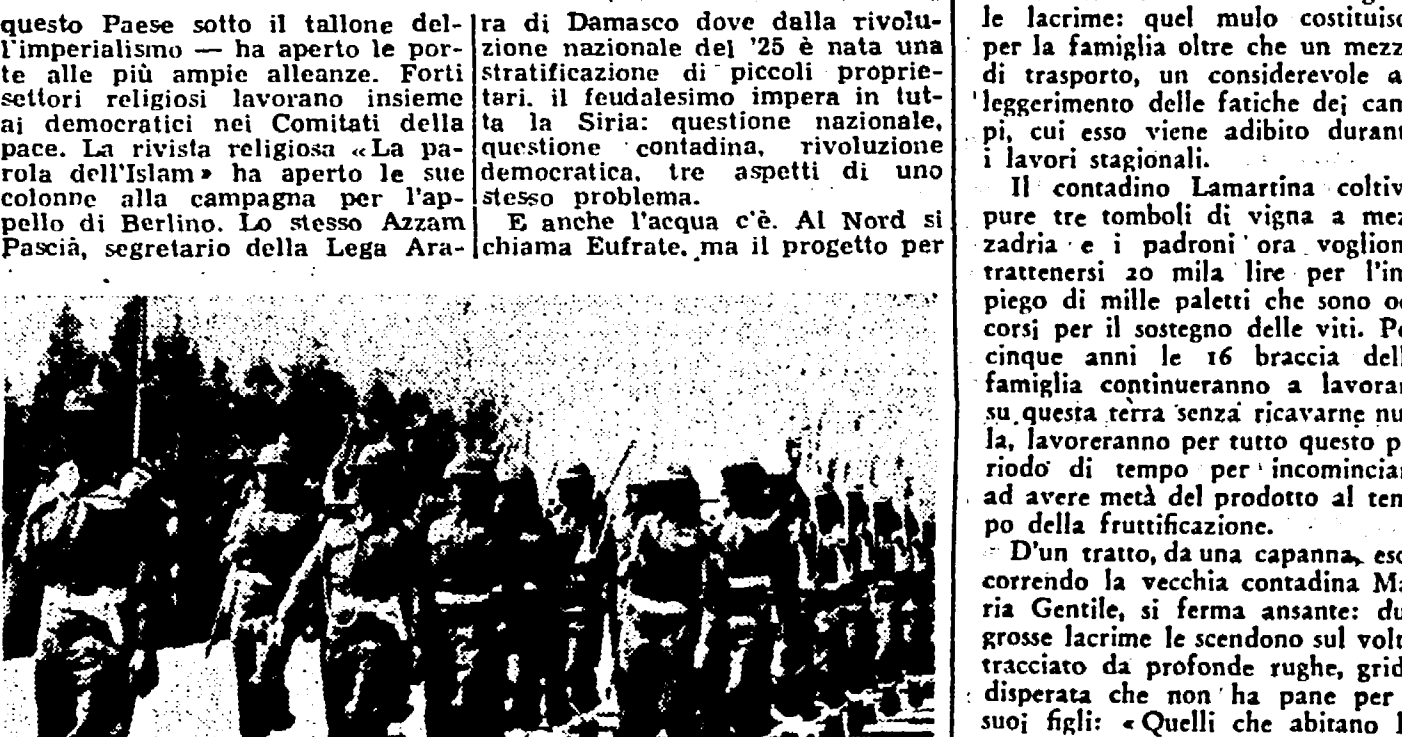 questo Paese sotto il tallone del-
l'imperialismo — ha aperto le por-
te alle più ampie alleanze. Forti
settori religiosi lavorano insieme
ai democratici nei Comitati della
pace. La rivista religiosa «La pa-
rola dell'Islam» ha aperto le sue
colonne alla campagna per l'ap-
pello di Berlino. Lo stesso Azzam
Pascià, segretario della Lega Ara-
ra di Damasco dove dalla rivolu-
zione nazionale del '25 è nata una
stratificazione di piccoli proprie-
tari. il feudalesimo impera in tut-
ta la Siria: questione nazionale,
questione contadina, rivoluzione
democratica, tre aspetti di uno
stesso problema.
E anche l'acqua c'è. Al Nord si
chiama Eufrate. ma il progetto per
le lacrime: quel mulo costituisc
per la famiglia oltre che un mezz
di trasporto, un considerevole a
leggerimento delle fatiche dei cam
pi, cui esso viene adibito durant
i lavori stagionali.
Il contadino Lamartina coltiv
pure tre tomboli di vigna a mez
zadria e i padroni ora voglion
trattenersi 20 mila lire per l'im
piego di mille paletti che sono oc
corsi per il sostegno delle viti. Pe
cinque anni le 16 braccia dell
famiglia continueranno a lavorar
su questa terra senza ricavarne nu
la, lavoreranno per tutto questo p
riodo di tempo per incominciar
ad avere metà del prodotto al tem
po della fruttificazione.
D'un tratto, da una capanna, esc
correndo la vecchia contadina Ma
ria Gentile, si ferma ansante: du
grosse lacrime le scendono sul volt
tracciato da profonde rughe, grid
disperata che non ha pane per
suoi figli: «Quelli che abitano l